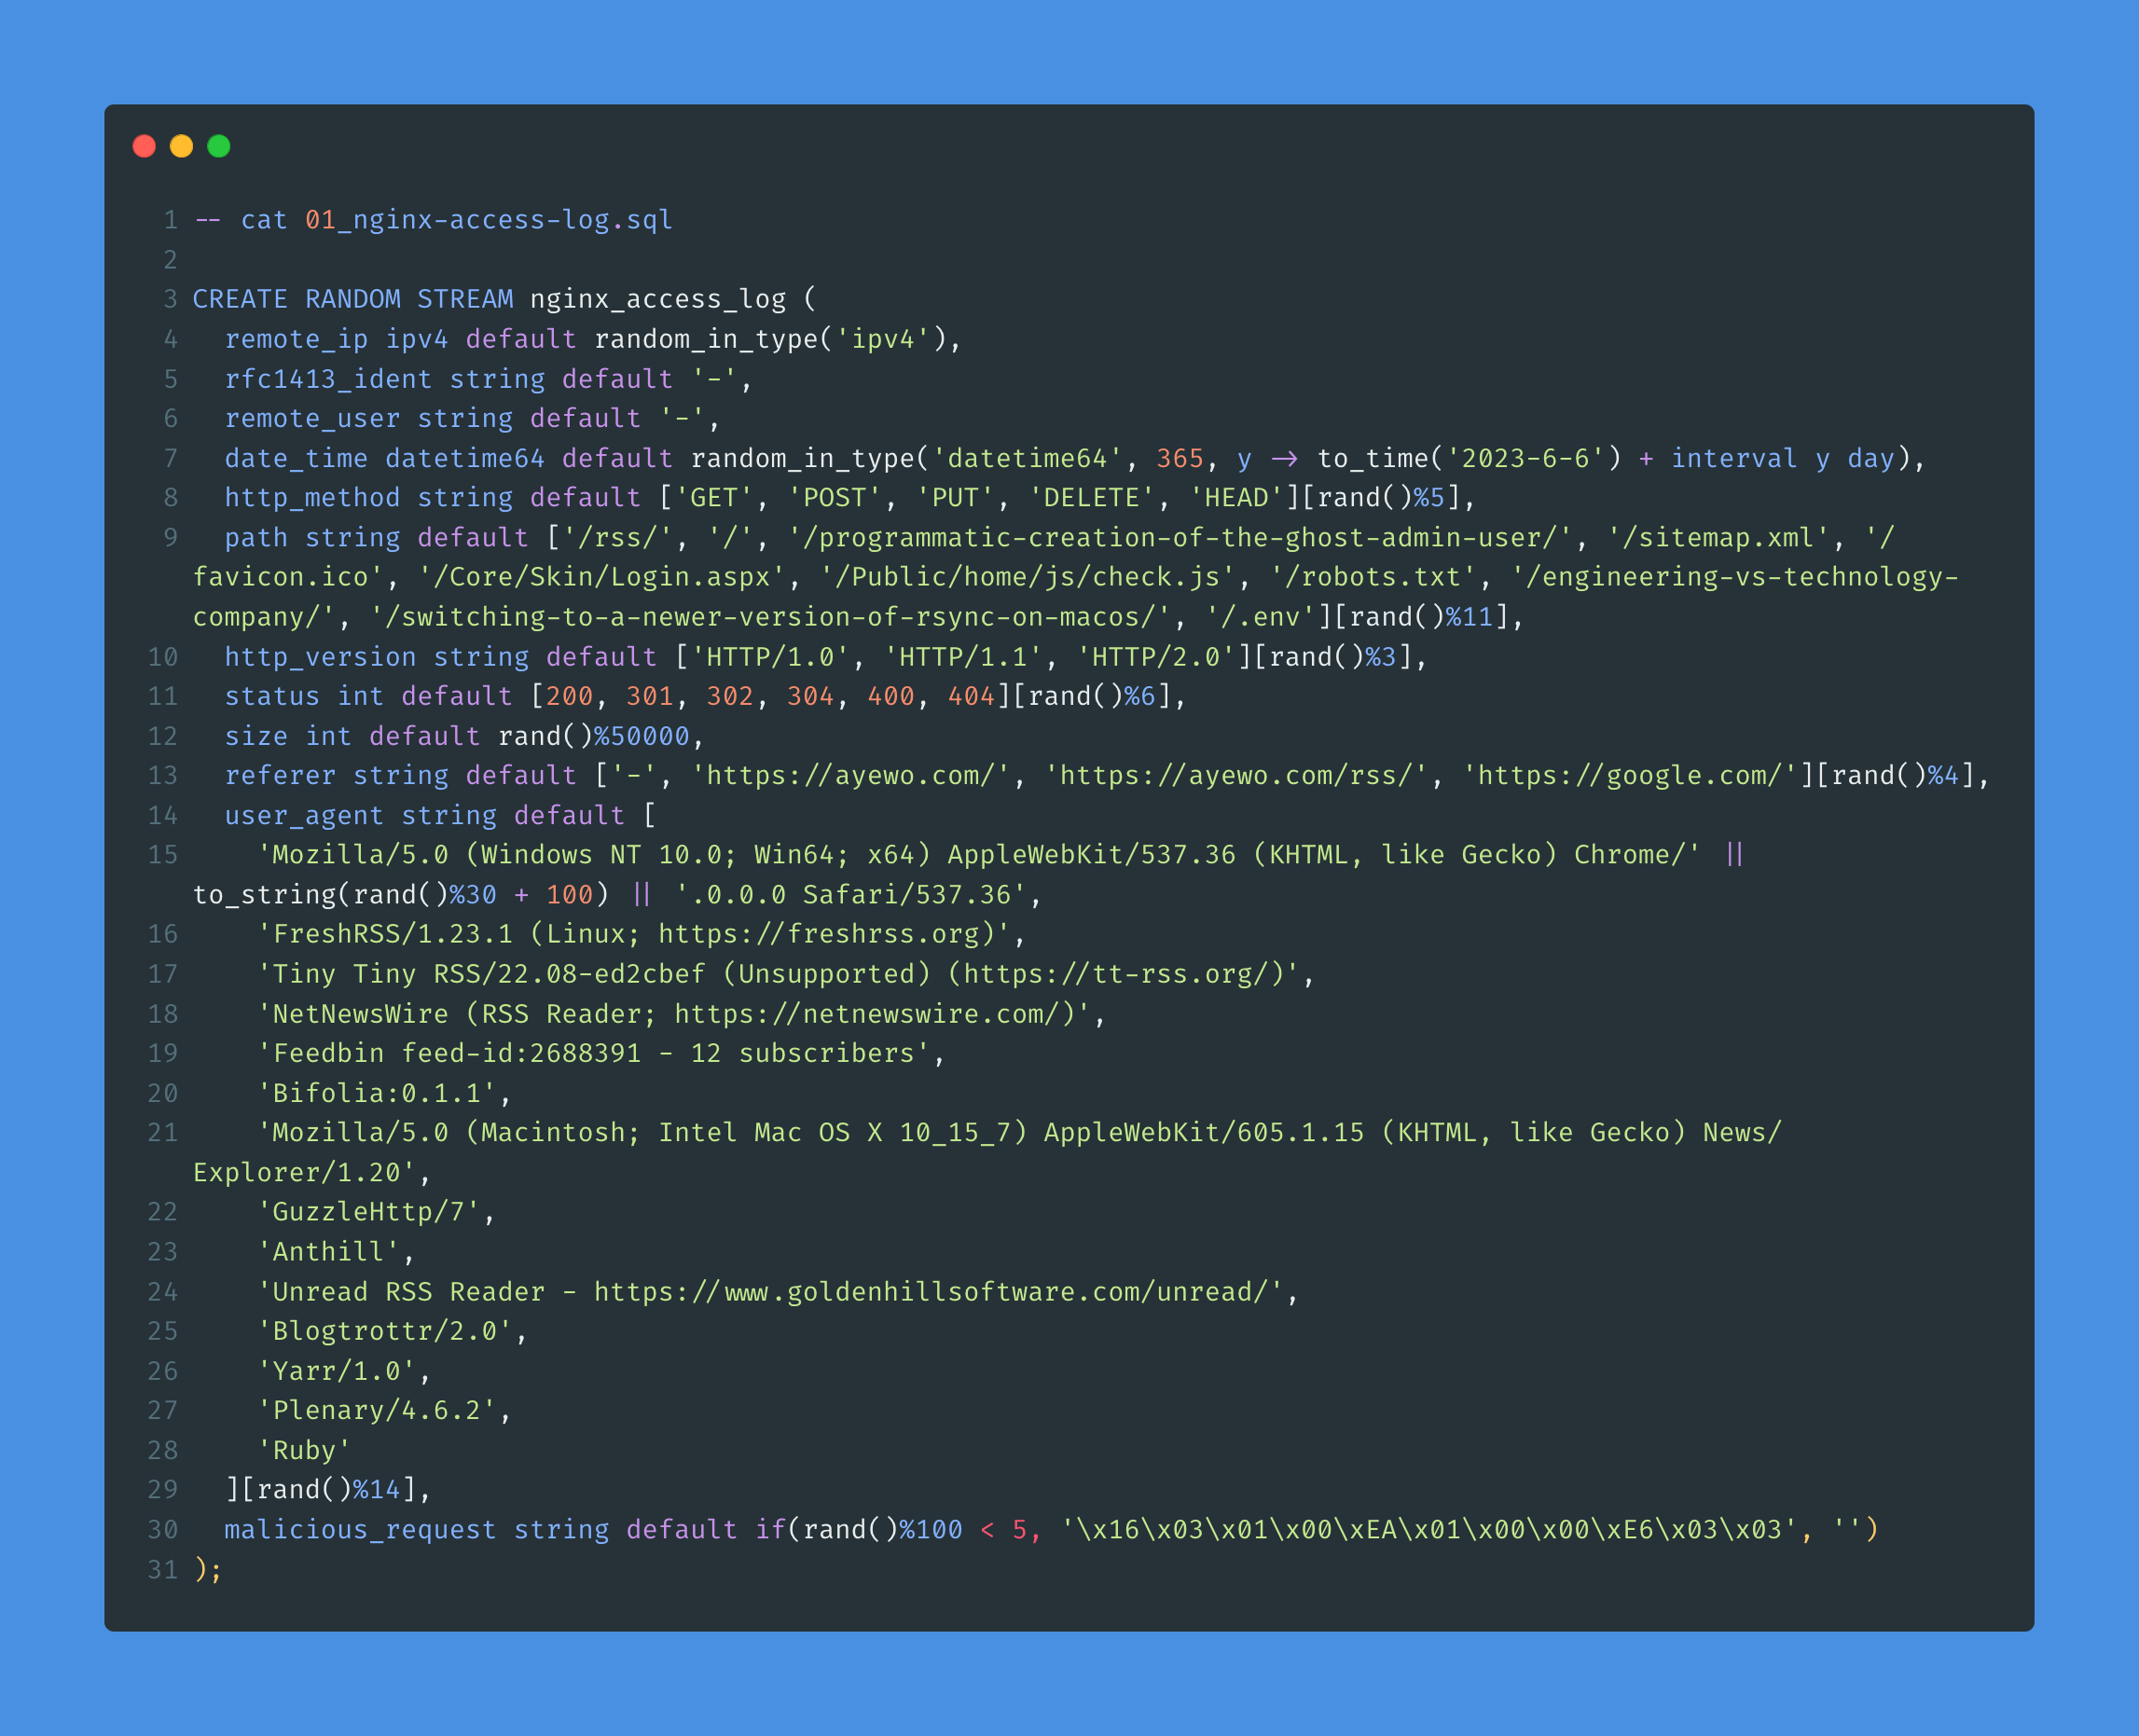 1 -- cat 01_nginx-access-log.sql
2
3 CREATE RANDOM STREAM nginx_access_log (
4   remote_ip ipv4 default random_in_type('ipv4'),
5   rfc1413_ident string default '-',
6   remote_user string default '-',
7   date_time datetime64 default random_in_type('datetime64', 365, y -> to_time('2023-6-6') + interval y day),
8   http_method string default ['GET', 'POST', 'PUT', 'DELETE', 'HEAD'][rand()%5],
9   path string default ['/rss/', '/', '/programmatic-creation-of-the-ghost-admin-user/', '/sitemap.xml', '/
favicon.ico', '/Core/Skin/Login.aspx', '/Public/home/js/check.js', '/robots.txt', '/engineering-vs-technology-
company/', '/switching-to-a-newer-version-of-rsync-on-macos/', '/.env'][rand()%11],
10   http_version string default ['HTTP/1.0', 'HTTP/1.1', 'HTTP/2.0'][rand()%3],
11   status int default [200, 301, 302, 304, 400, 404][rand()%6],
12   size int default rand()%50000,
13   referer string default ['-', 'https://ayewo.com/', 'https://ayewo.com/rss/', 'https://google.com/'][rand()%4],
14   user_agent string default [
15     'Mozilla/5.0 (Windows NT 10.0; Win64; x64) AppleWebKit/537.36 (KHTML, like Gecko) Chrome/' ||
to_string(rand()%30 + 100) || '.0.0.0 Safari/537.36',
16     'FreshRSS/1.23.1 (Linux; https://freshrss.org)',
17     'Tiny Tiny RSS/22.08-ed2cbef (Unsupported) (https://tt-rss.org/)',
18     'NetNewsWire (RSS Reader; https://netnewswire.com/)',
19     'Feedbin feed-id:2688391 - 12 subscribers',
20     'Bifolia:0.1.1',
21     'Mozilla/5.0 (Macintosh; Intel Mac OS X 10_15_7) AppleWebKit/605.1.15 (KHTML, like Gecko) News/
Explorer/1.20',
22     'GuzzleHttp/7',
23     'Anthill',
24     'Unread RSS Reader - https://www.goldenhillsoftware.com/unread/',
25     'Blogtrottr/2.0',
26     'Yarr/1.0',
27     'Plenary/4.6.2',
28     'Ruby'
29   ][rand()%14],
30   malicious_request string default if(rand()%100 < 5, '\x16\x03\x01\x00\xEA\x01\x00\x00\xE6\x03\x03', '')
31 );